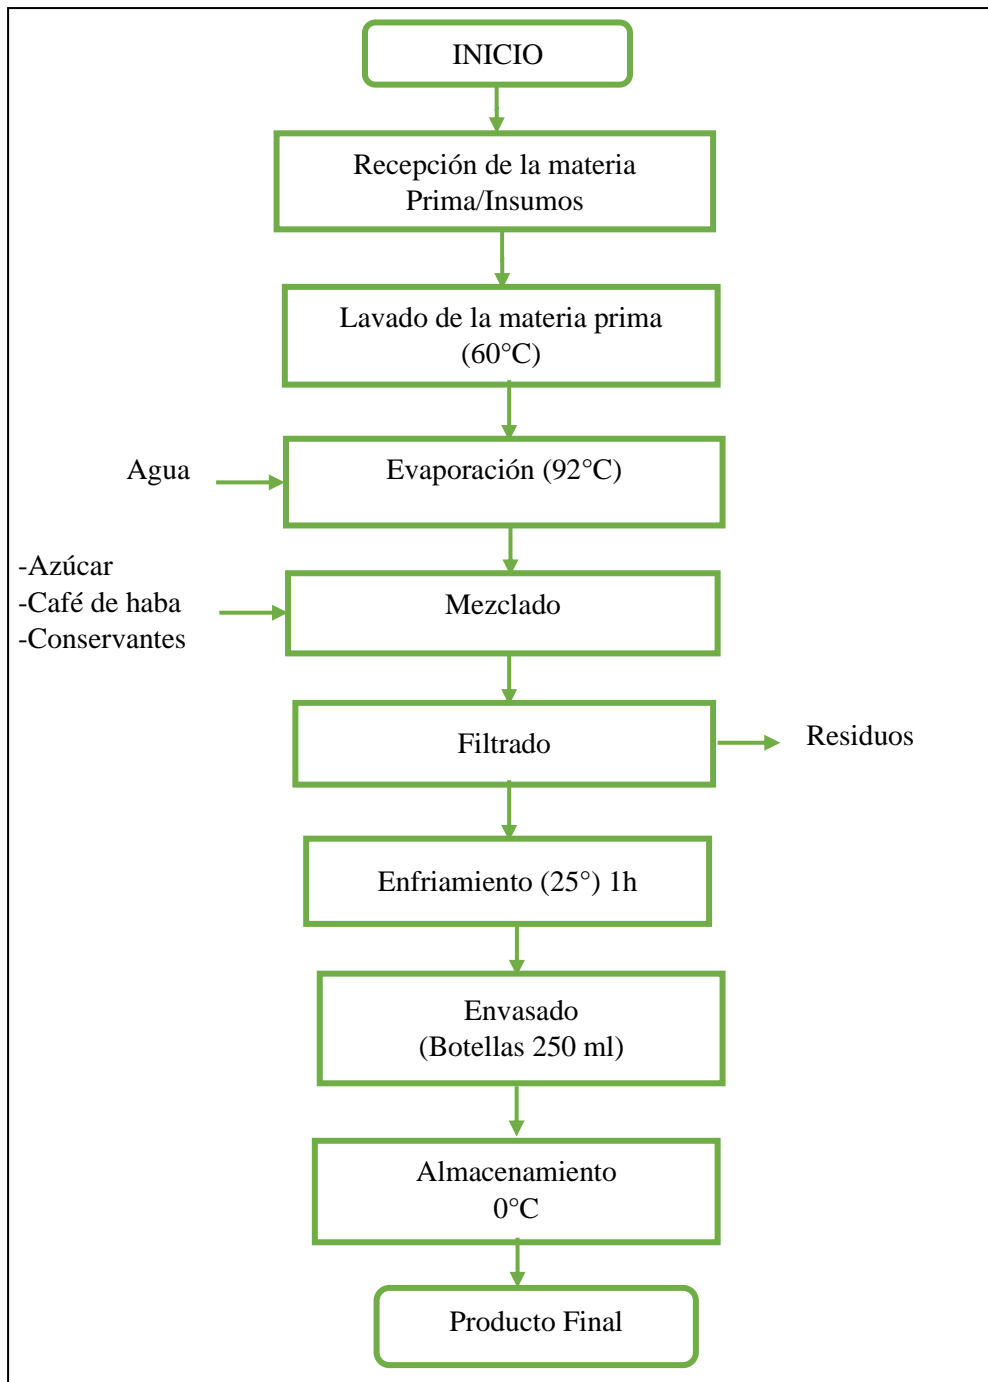 INICIO
Recepción de la materia
Prima/Insumos
Lavado de la materia prima
(60°C)
Agua
Evaporación (92°C)
-Azúcar
-Café de haba
-Conservantes
Mezclado
Filtrado
Residuos
Enfriamiento (25°) 1h
Envasado
(Botellas 250 ml)
Almacenamiento
0°C
Producto Final